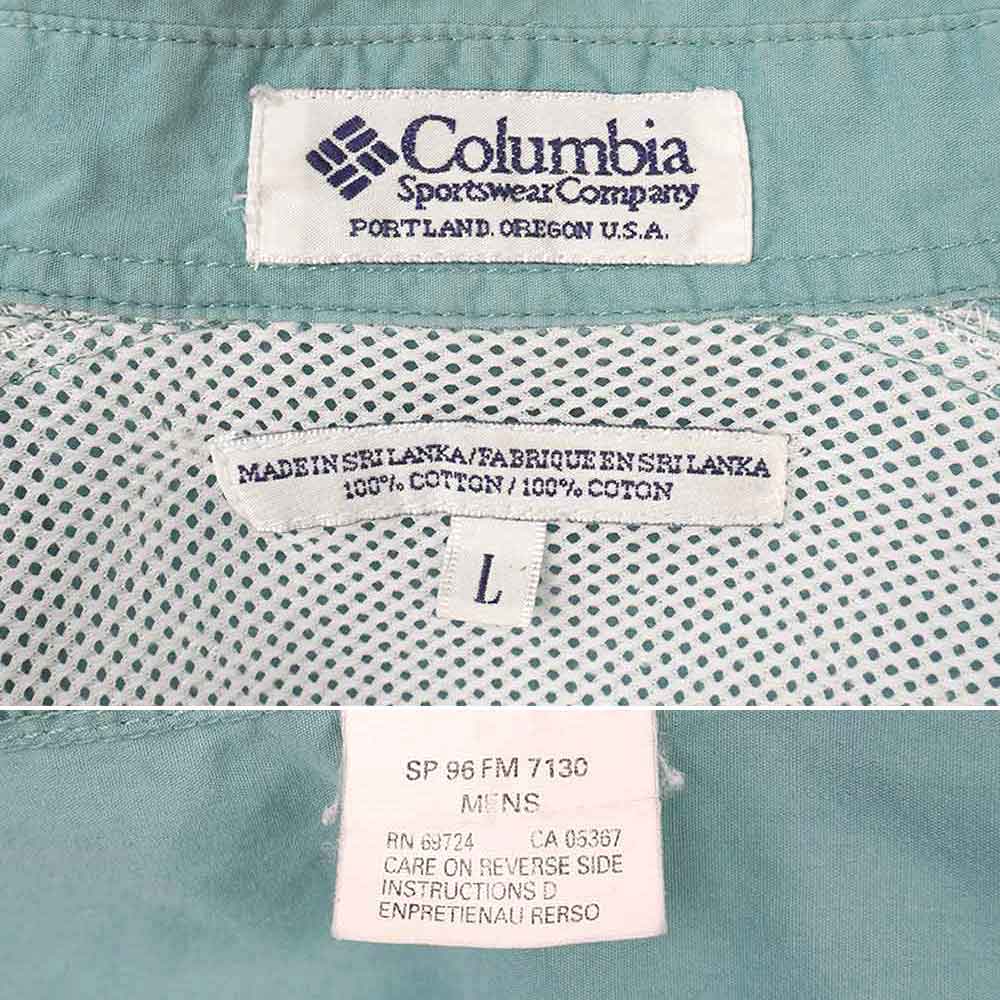 Columbia
Sportswear Company
PORTLAND. OREGON U.S.A.
MADE IN SRI LANKA/FABRIQUE EN SRI LANKA
100% COTTON / 100% COTON
L
SP 96 FM 7130
MENS
RN 69724 CA 05367
CARE ON REVERSE SIDE
INSTRUCTIONS D
ENPRETIENAU RERSO